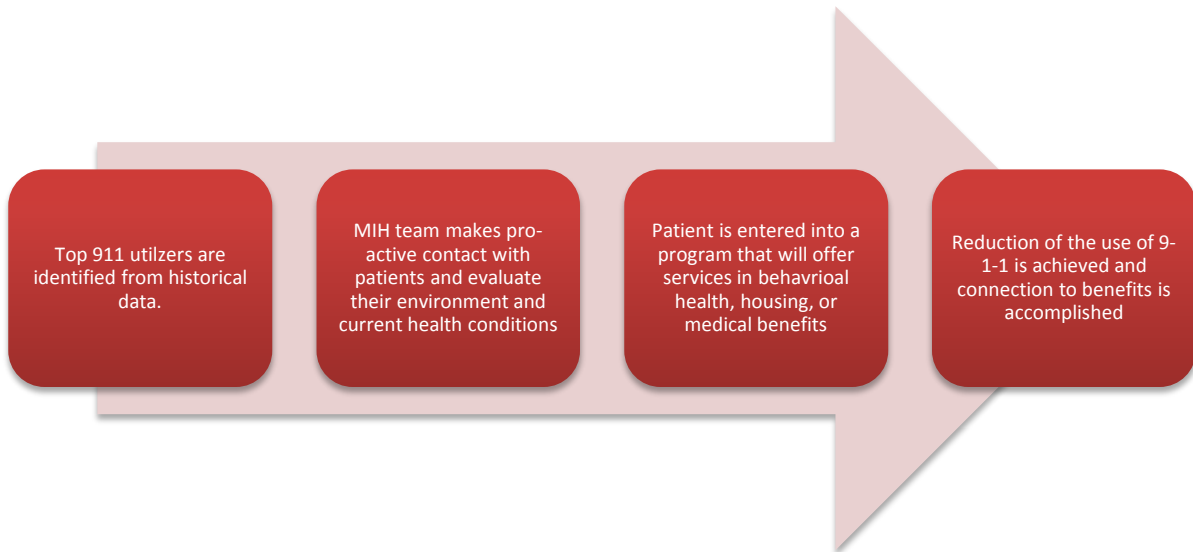 Top 911 utilzers are
identified from historical
data.
MIH team makes pro-
active contact with
patients and evaluate
their environment and
current health conditions
Patient is entered into a
program that will offer
services in behavrioal
health, housing, or
medical benefits
Reduction of the use of 9-
1-1 is achieved and
connection to benefits is
accomplished